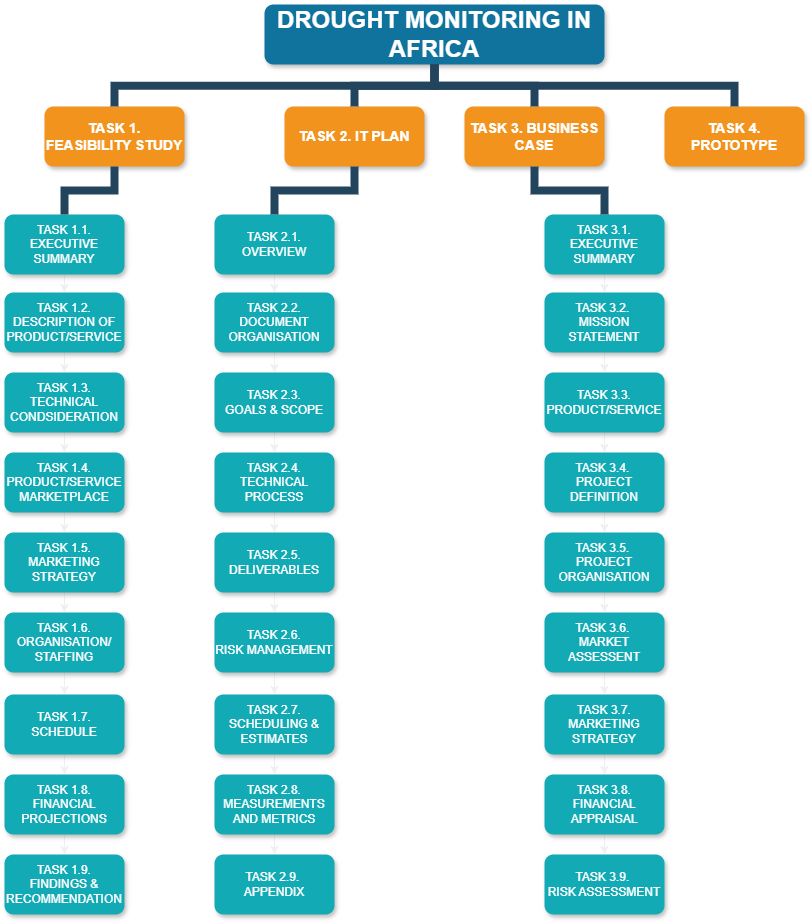 DROUGHT MONITORING IN
AFRICA
TASK 1.
FEASIBILITY STUDY
TASK 2. IT PLAN
TASK 3. BUSINESS
CASE
TASK 4.
PROTOTYPE
TASK 1.1.
EXECUTIVE
SUMMARY
TASK 1.2.
DESCRIPTION OF
PRODUCT/SERVICE
TASK 1.3.
TECHNICAL
CONDSIDERATION
TASK 1.4.
PRODUCT/SERVICE
MARKETPLACE
TASK 1.5.
MARKETING
STRATEGY
TASK 1.6.
ORGANISATION/
STAFFING
TASK 1.7.
SCHEDULE
TASK 1.8.
FINANCIAL
PROJECTIONS
TASK 1.9.
FINDINGS &
RECOMMENDATION
TASK 2.1.
OVERVIEW
TASK 2.2.
DOCUMENT
ORGANISATION
TASK 2.3.
GOALS & SCOPE
TASK 2.4.
TECHNICAL
PROCESS
TASK 2.5.
DELIVERABLES
TASK 2.6.
RISK MANAGEMENT
TASK 2.7.
SCHEDULING &
ESTIMATES
TASK 2.8.
MEASUREMENTS
AND METRICS
TASK 2.9.
APPENDIX
TASK 3.1.
EXECUTIVE
SUMMARY
TASK 3.2.
MISSION
STATEMENT
TASK 3.3.
PRODUCT/SERVICE
TASK 3.4.
PROJECT
DEFINITION
TASK 3.5.
PROJECT
ORGANISATION
TASK 3.6.
MARKET
ASSESSENT
TASK 3.7.
MARKETING
STRATEGY
TASK 3.8.
FINANCIAL
APPRAISAL
TASK 3.9.
RISK ASSESSMENT